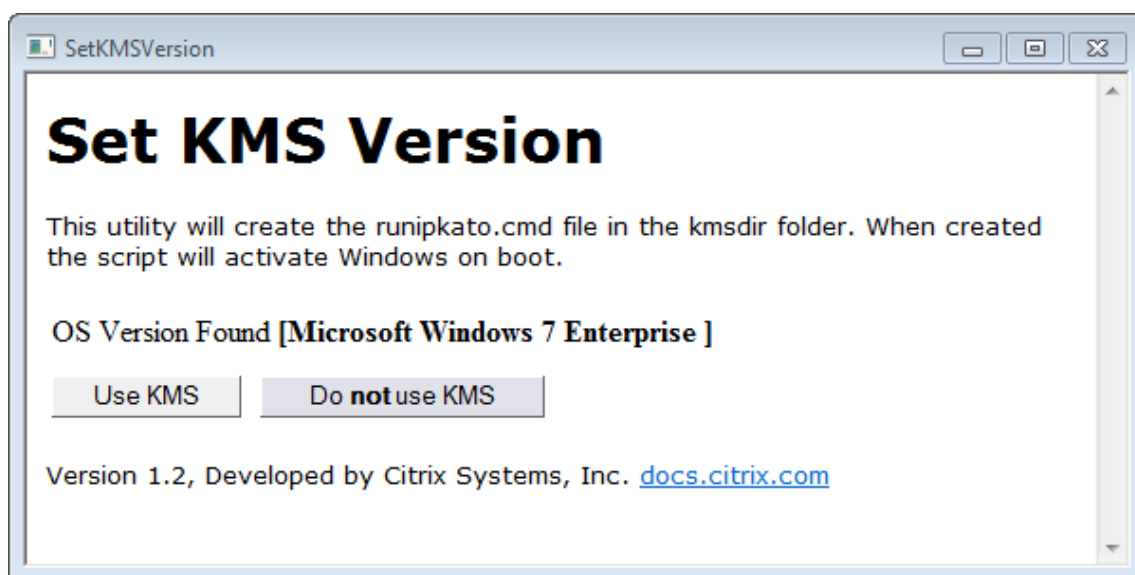 SetKMSVersion
Set KMS Version
This utility will create the runipkato.cmd file in the kmsdir folder. When created
the script will activate Windows on boot.
OS Version Found [Microsoft Windows 7 Enterprise ]
Use KMS Do not use KMS
Version 1.2, Developed by Citrix Systems, Inc. docs.citrix.com